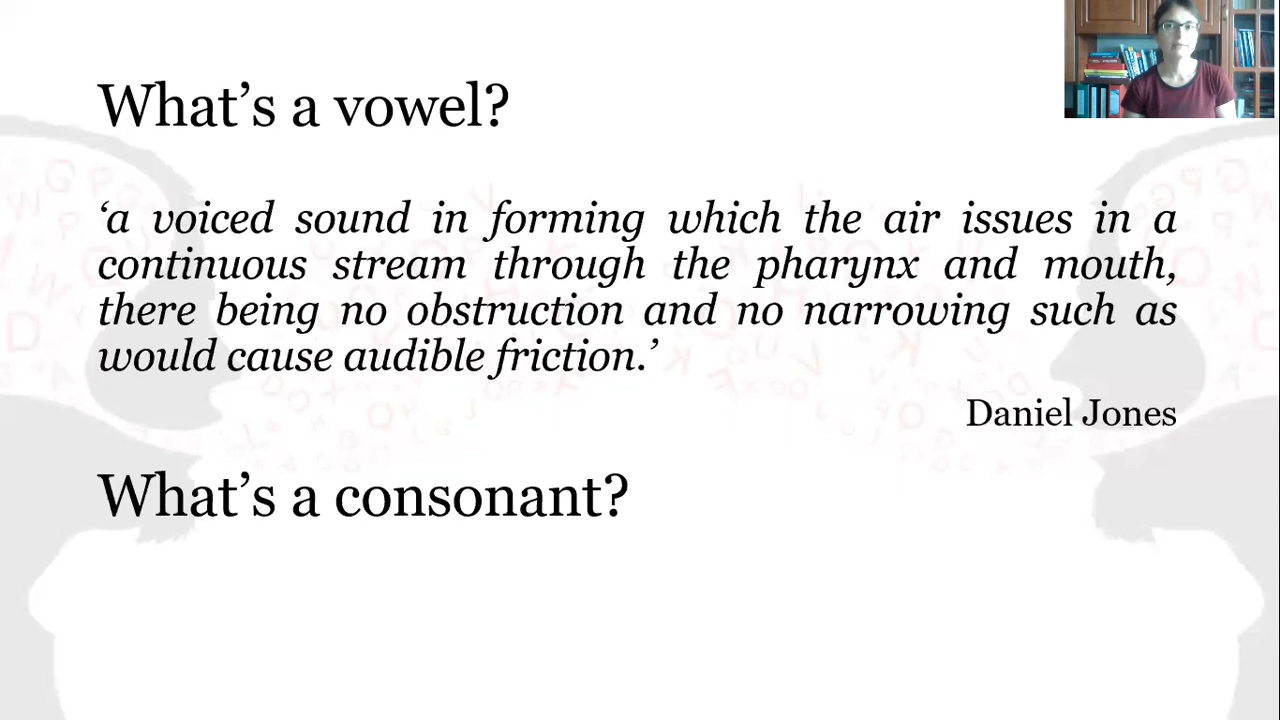 What’s a vowel?
‘a voiced sound in forming which the air issues in a
continuous stream through the pharynx and mouth,
there being no obstruction and no narrowing such as
would cause audible friction.’
Daniel Jones
What’s a consonant?